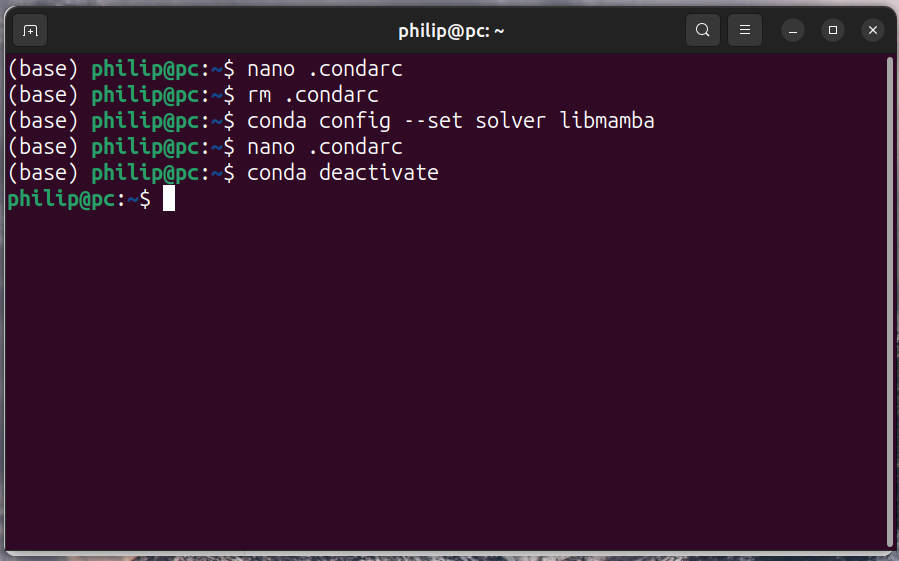 philip@pc: ~
(base) philip@pc:~$ nano .condarc
(base) philip@pc:~$ rm .condarc
(base) philip@pc:~$ conda config --set solver libmamba
(base) philip@pc:~$ nano .condarc
(base) philip@pc:~$ conda deactivate
philip@pc:~$